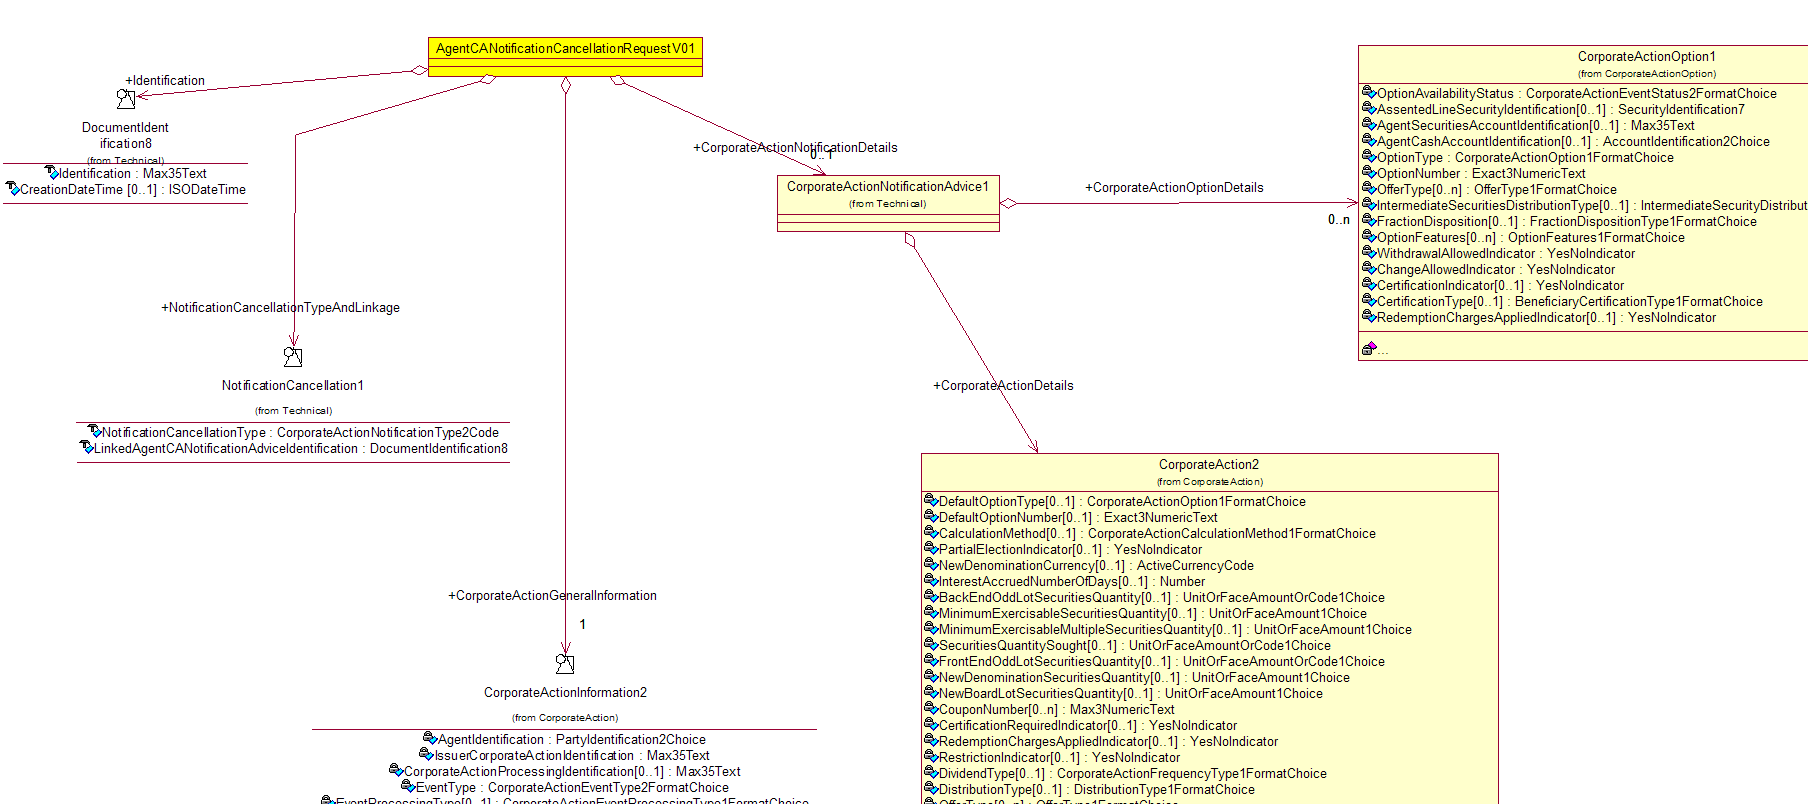 AgentCANotificationCancellationRequestV01
+Identification
DocumentIdent
ification8
(from Technical)
Identification : Max35Text
CreationDateTime [0..1] : ISODateTime
+NotificationCancellationTypeAndLinkage
NotificationCancellation1
(from Technical)
NotificationCancellationType : CorporateActionNotificationType2Code
LinkedAgentCANotificationAdviceIdentification : DocumentIdentification8
+CorporateActionGeneralInformation
1
CorporateActionInformation2
(from CorporateAction)
AgentIdentification : PartyIdentification2Choice
IssuerCorporateActionIdentification : Max35Text
CorporateActionProcessingIdentification[0..1] : Max35Text
EventType : CorporateActionEventType2FormatChoice
EventProcessingType[0..1] : CorporateActionEventProcessingType1FormatChoice
+CorporateActionNotificationDetails
0..1
CorporateActionNotificationAdvice1
(from Technical)
+CorporateActionOptionDetails
0..n
CorporateActionOption1
(from CorporateActionOption)
OptionAvailabilityStatus : CorporateActionEventStatus2FormatChoice
AssentedLineSecurityIdentification[0..1] : SecurityIdentification7
AgentSecuritiesAccountIdentification[0..1] : Max35Text
AgentCashAccountIdentification[0..1] : AccountIdentification2Choice
OptionType : CorporateActionOption1FormatChoice
OptionNumber : Exact3NumericText
OfferType[0..n] : OfferType1FormatChoice
IntermediateSecuritiesDistributionType[0..1] : IntermediateSecurityDistribut
FractionDisposition[0..1] : FractionDispositionType1FormatChoice
OptionFeatures[0..n] : OptionFeatures1FormatChoice
WithdrawalAllowedIndicator : YesNoIndicator
ChangeAllowedIndicator : YesNoIndicator
CertificationIndicator[0..1] : YesNoIndicator
CertificationType[0..1] : BeneficiaryCertificationType1FormatChoice
RedemptionChargesAppliedIndicator[0..1] : YesNoIndicator
...
+CorporateActionDetails
CorporateAction2
(from CorporateAction)
DefaultOptionType[0..1] : CorporateActionOption1FormatChoice
DefaultOptionNumber[0..1] : Exact3NumericText
CalculationMethod[0..1] : CorporateActionCalculationMethod1FormatChoice
PartialElectionIndicator[0..1] : YesNoIndicator
NewDenominationCurrency[0..1] : ActiveCurrencyCode
InterestAccruedNumberOfDays[0..1] : Number
BackEndOddLotSecuritiesQuantity[0..1] : UnitOrFaceAmountOrCode1Choice
MinimumExercisableSecuritiesQuantity[0..1] : UnitOrFaceAmount1Choice
MinimumExercisableMultipleSecuritiesQuantity[0..1] : UnitOrFaceAmount1Choice
SecuritiesQuantitySought[0..1] : UnitOrFaceAmountOrCode1Choice
FrontEndOddLotSecuritiesQuantity[0..1] : UnitOrFaceAmountOrCode1Choice
NewDenominationSecuritiesQuantity[0..1] : UnitOrFaceAmount1Choice
NewBoardLotSecuritiesQuantity[0..1] : UnitOrFaceAmount1Choice
CouponNumber[0..n] : Max3NumericText
CertificationRequiredIndicator[0..1] : YesNoIndicator
RedemptionChargesAppliedIndicator[0..1] : YesNoIndicator
RestrictionIndicator[0..1] : YesNoIndicator
DividendType[0..1] : CorporateActionFrequencyType1FormatChoice
DistributionType[0..1] : DistributionType1FormatChoice
OfferType[0..n] : OfferType1FormatChoice